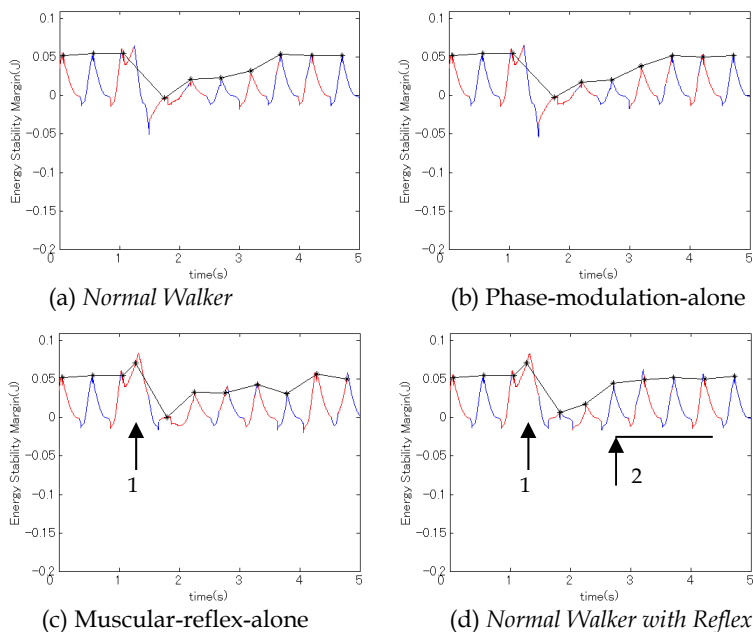 0.1
0.05
0
−0.05
−0.1
−0.15
−0.2
Energy Stability Margin(J)
0 1 2 3 4 5
time(s)
(a) Normal Walker
0.1
0.05
0
−0.05
−0.1
−0.15
−0.2
Energy Stability Margin(J)
0 1 2 3 4 5
time(s)
(b) Phase-modulation-alone
0.1
0.05
0
−0.05
−0.1
−0.15
−0.2
Energy Stability Margin(J)
1
0 1 2 3 4 5
time(s)
(c) Muscular-reflex-alone
0.1
0.05
0
−0.05
−0.1
−0.15
−0.2
Energy Stability Margin(J)
1
2
0 1 2 3 4 5
time(s)
(d) Normal Walker with Reflex